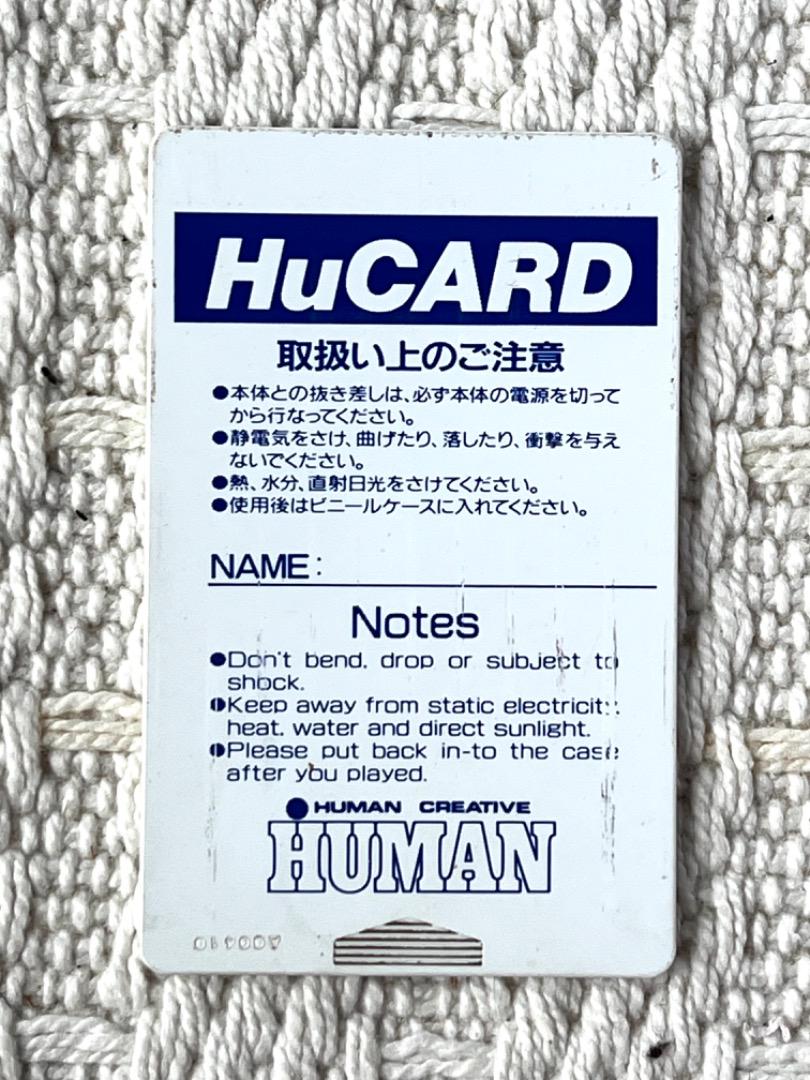 HuCARD
取扱い上のご注意
●本体との抜き差しは、必ず本体の電源を切って
から行なってください。
●静電気をさけ、曲げたり、落したり、衝撃を与え
ないでください。
●熱、水分、直射日光をさけてください。
●使用後はビニールケースに入れてください。
NAME:
Notes
●Don't bend, drop or subject to
shock.
●Keep away from static electricity,
heat, water and direct sunlight.
●Please put back in-to the case
after you played.
HUMAN CREATIVE
HUMAN